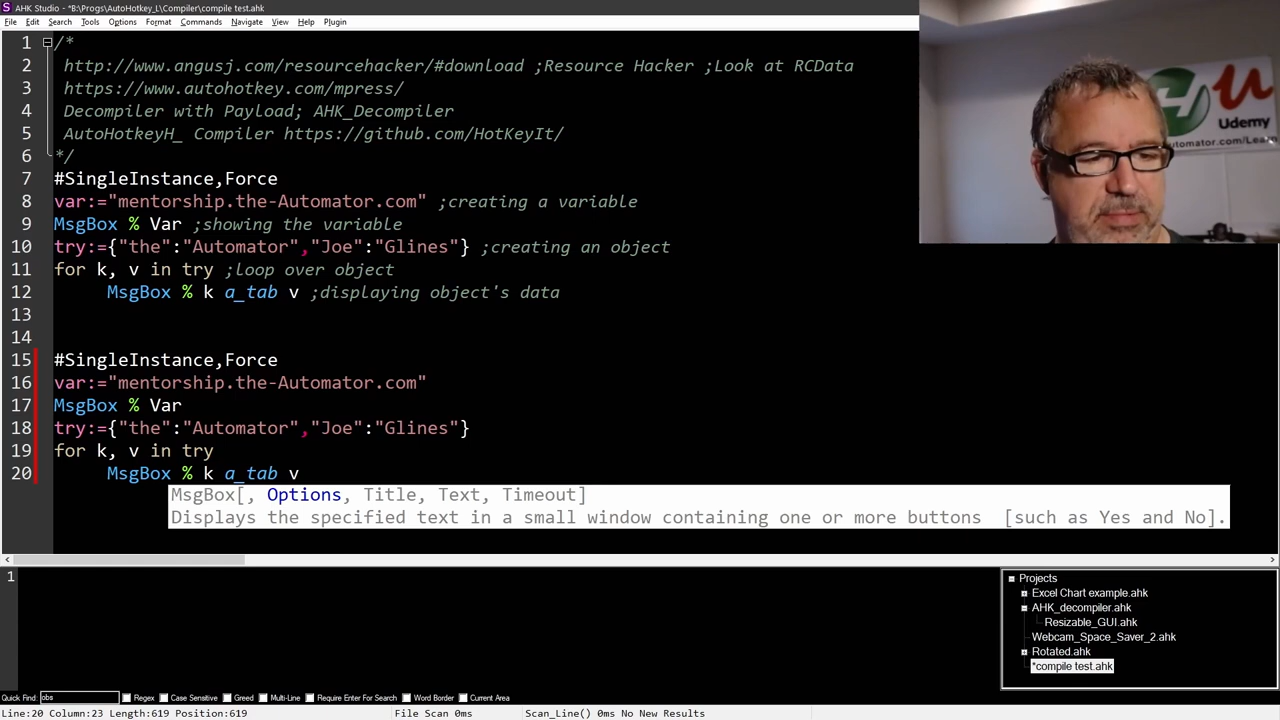 AHK Studio - *B:\Progs\AutoHotkey_L\Compiler\compile test.ahk
File Edit Search Tools Options Format Commands Navigate View Help Plugin
1 /*
2 http://www.angusj.com/resourcehacker/#download ;Resource Hacker ;Look at RCData
3 https://www.autohotkey.com/mpress/
4 Decompiler with Payload; AHK_Decompiler
5 AutoHotkeyH_ Compiler https://github.com/HotKeyIt/
6 */
7 #SingleInstance,Force
8 var:="mentorship.the-Automator.com" ;creating a variable
9 MsgBox % Var ;showing the variable
10 try:={"the":"Automator","Joe":"Glines"} ;creating an object
11 for k, v in try ;loop over object
12 MsgBox % k a_tab v ;displaying object's data
13
14
15 #SingleInstance,Force
16 var:="mentorship.the-Automator.com"
17 MsgBox % Var
18 try:={"the":"Automator","Joe":"Glines"}
19 for k, v in try
20 MsgBox % k a_tab v
MsgBox[, Options, Title, Text, Timeout]
Displays the specified text in a small window containing one or more buttons [such as Yes and No].
Udemy
automator.com/Learn
1
Projects
Excel Chart example.ahk
AHK_decompiler.ahk
Resizable_GUI.ahk
Webcam_Space_Saver_2.ahk
Rotated.ahk
*compile test.ahk
Quick Find: obs Regex Case Sensitive Greed Multi-Line Require Enter For Search Word Border Current Area
Line:20 Column:23 Length:619 Position:619 File Scan 0ms Scan_Line() 0ms No New Results